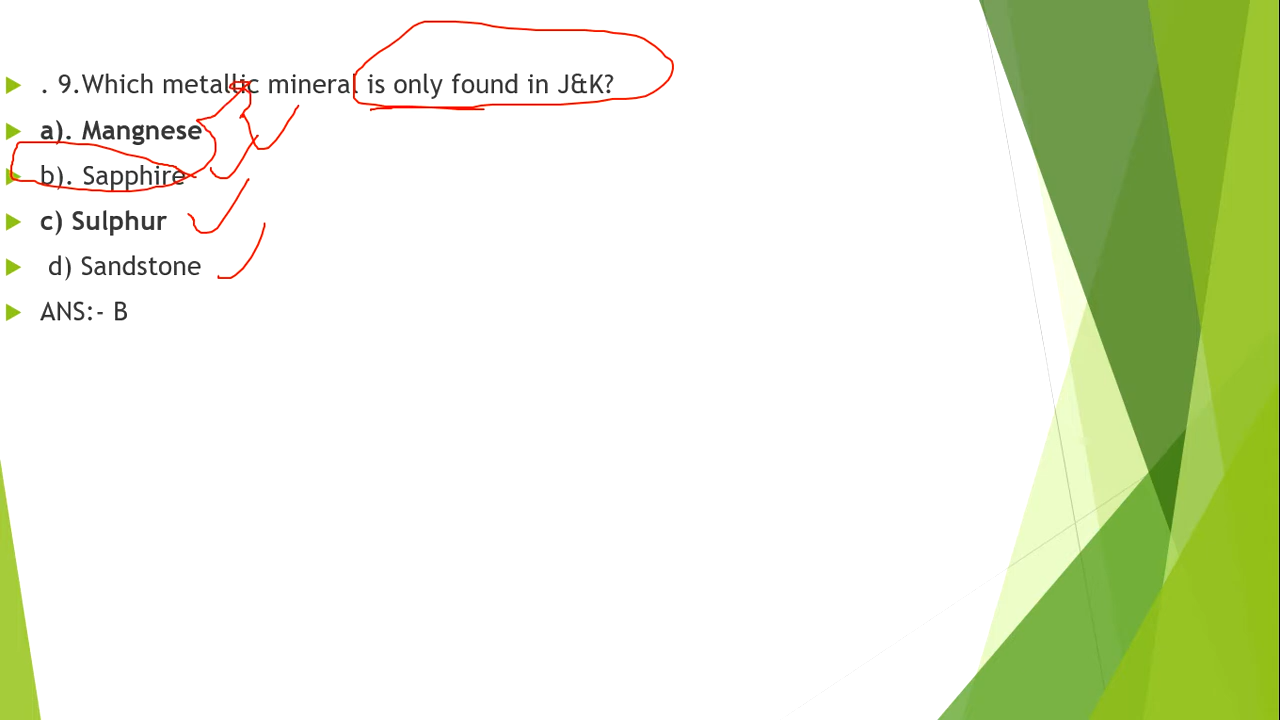 . 9.Which metallic mineral is only found in J&K?
a). Mangnese
b). Sapphire
c) Sulphur
d) Sandstone
ANS:- B